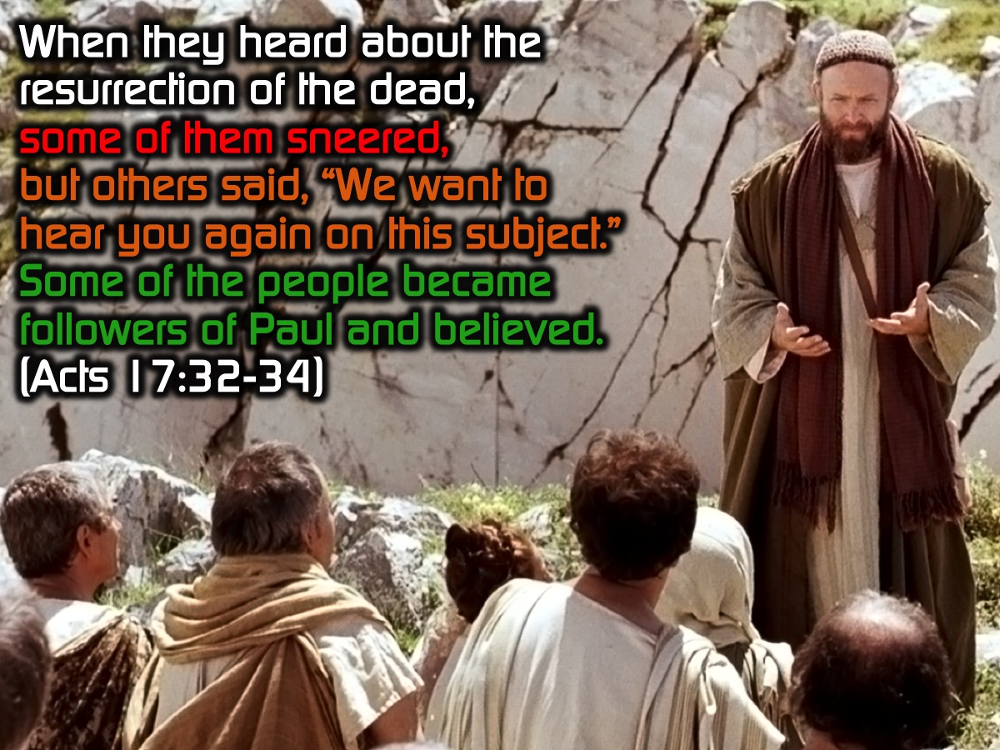 When they heard about the
resurrection of the dead,
some of them sneered,
but others said, “We want to
hear you again on this subject.”
Some of the people became
followers of Paul and believed.
(Acts 17:32-34)